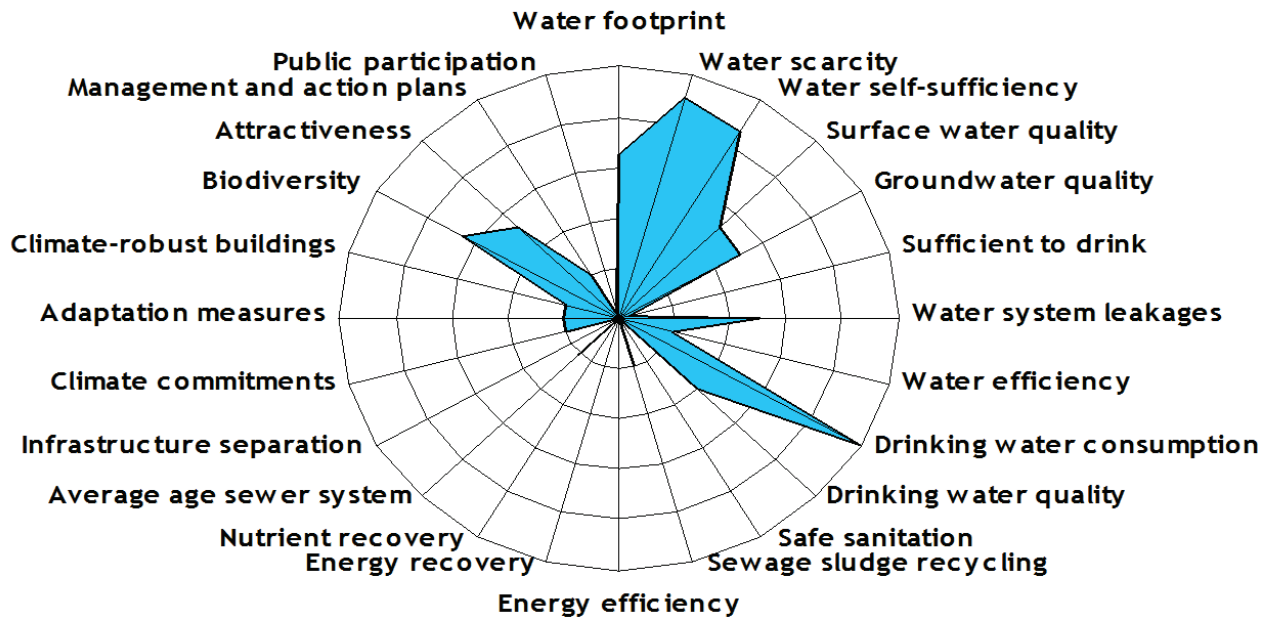 Water footprint
Public participation
Water scarcity
Management and action plans
Water self-sufficiency
Attractiveness
Surface water quality
Biodiversity
Groundwater quality
Climate-robust buildings
Sufficient to drink
Adaptation measures
Water system leakages
Climate commitments
Water efficiency
Infrastructure separation
Drinking water consumption
Average age sewer system
Drinking water quality
Nutrient recovery
Safe sanitation
Energy recovery
Sewage sludge recycling
Energy efficiency